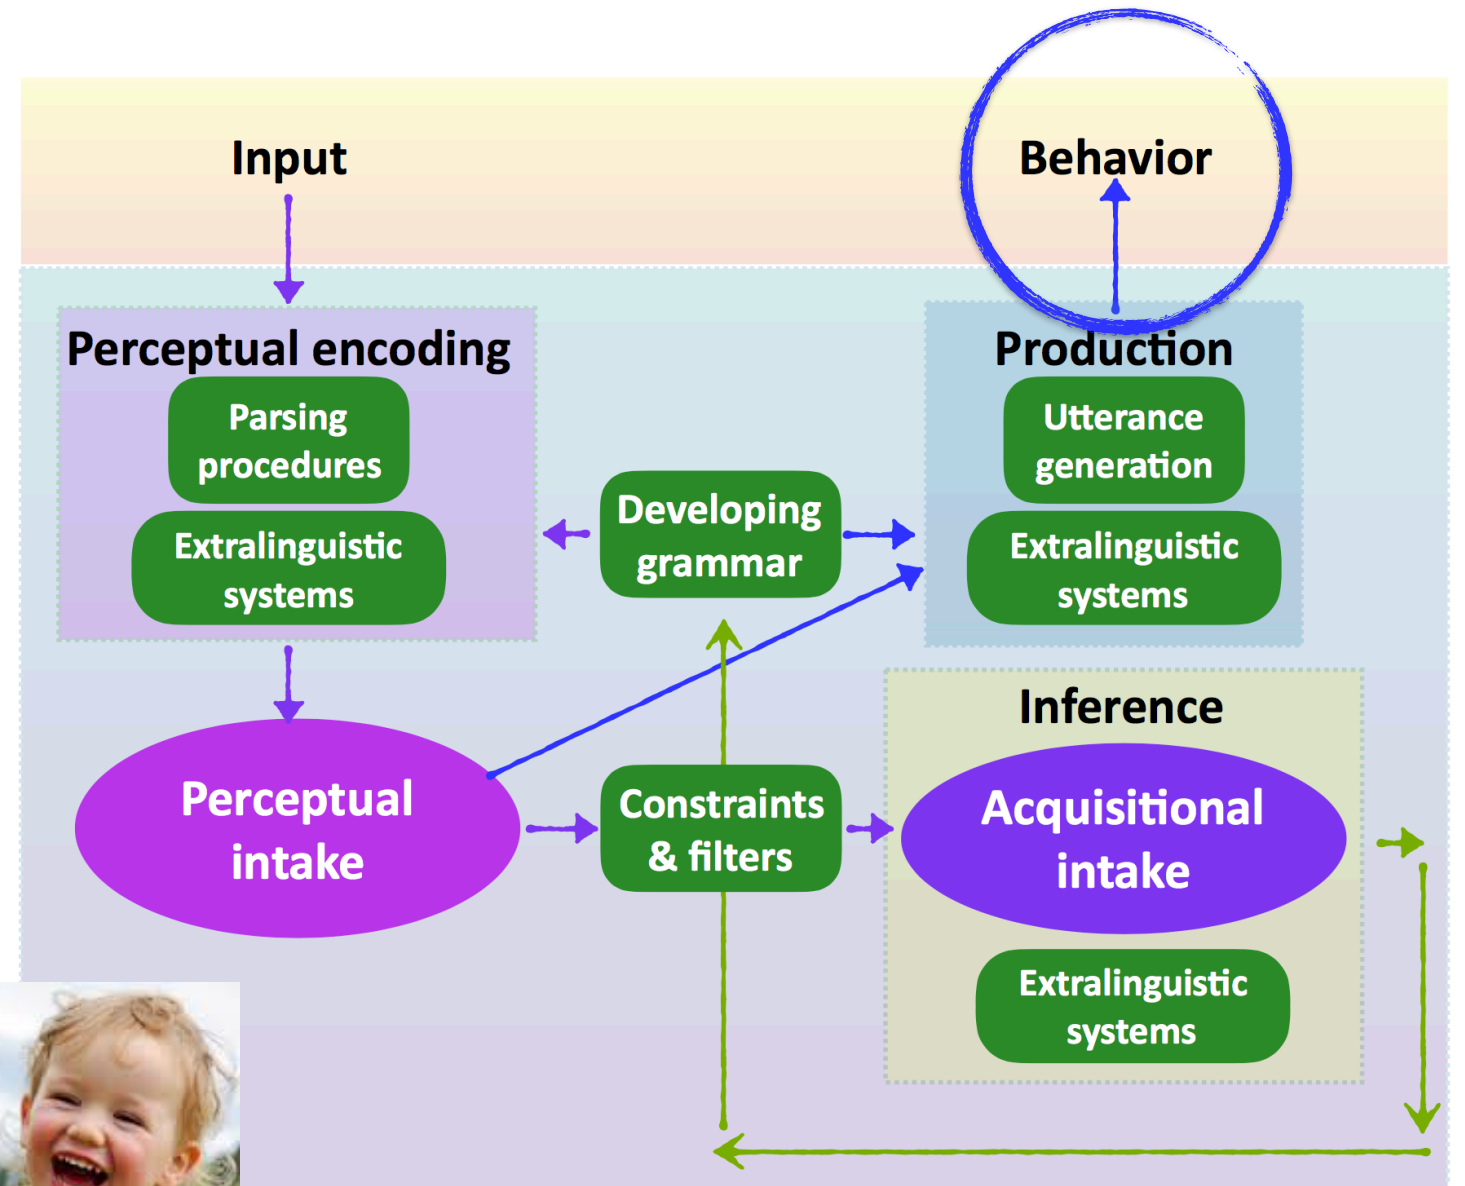 Input
Behavior
Perceptual encoding
Parsing
procedures
Extralinguistic
systems
Developing
grammar
Production
Utterance
generation
Extralinguistic
systems
Perceptual
intake
Constraints
& filters
Inference
Acquisitional
intake
Extralinguistic
systems